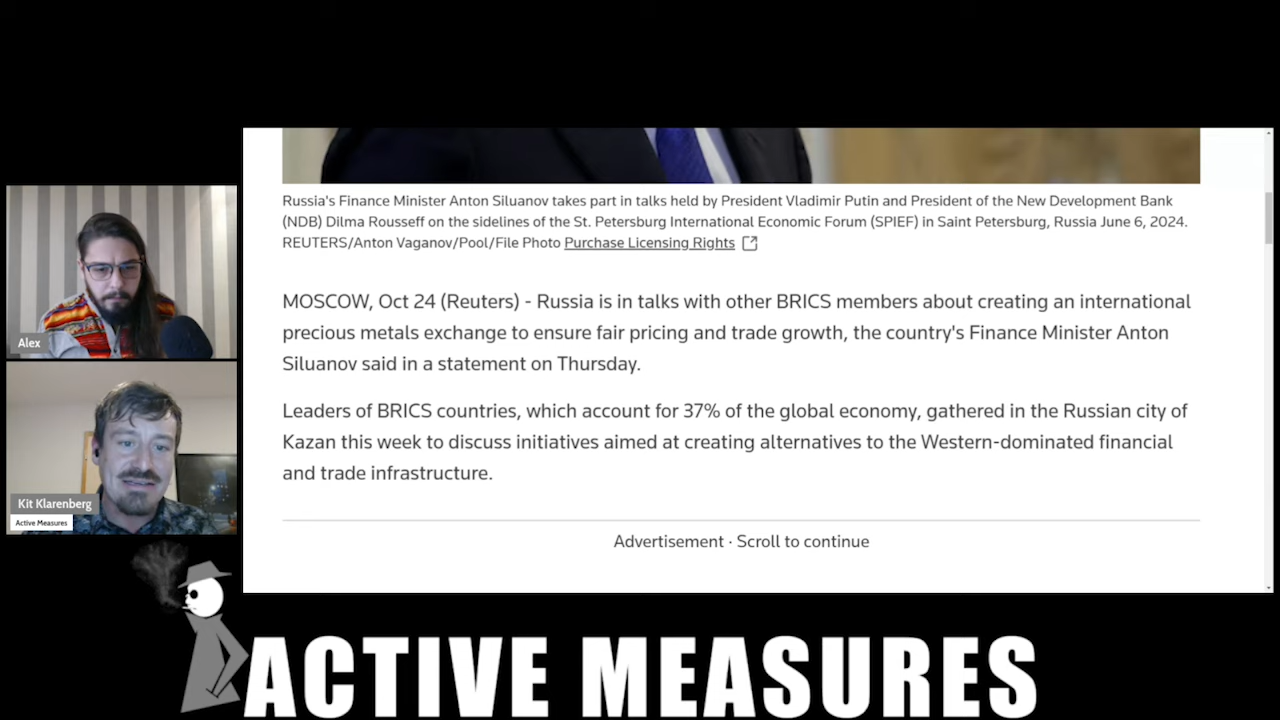 Russia's Finance Minister Anton Siluanov takes part in talks held by President Vladimir Putin and President of the New Development Bank
(NDB) Dilma Rousseff on the sidelines of the St. Petersburg International Economic Forum (SPIEF) in Saint Petersburg, Russia June 6, 2024.
REUTERS/Anton Vaganov/Pool/File Photo Purchase Licensing Rights
MOSCOW, Oct 24 (Reuters) - Russia is in talks with other BRICS members about creating an international
precious metals exchange to ensure fair pricing and trade growth, the country's Finance Minister Anton
Siluanov said in a statement on Thursday.
Leaders of BRICS countries, which account for 37% of the global economy, gathered in the Russian city of
Kazan this week to discuss initiatives aimed at creating alternatives to the Western-dominated financial
and trade infrastructure.
Advertisement · Scroll to continue
Alex
Kit Klarenberg
Active Measures
ACTIVE MEASURES